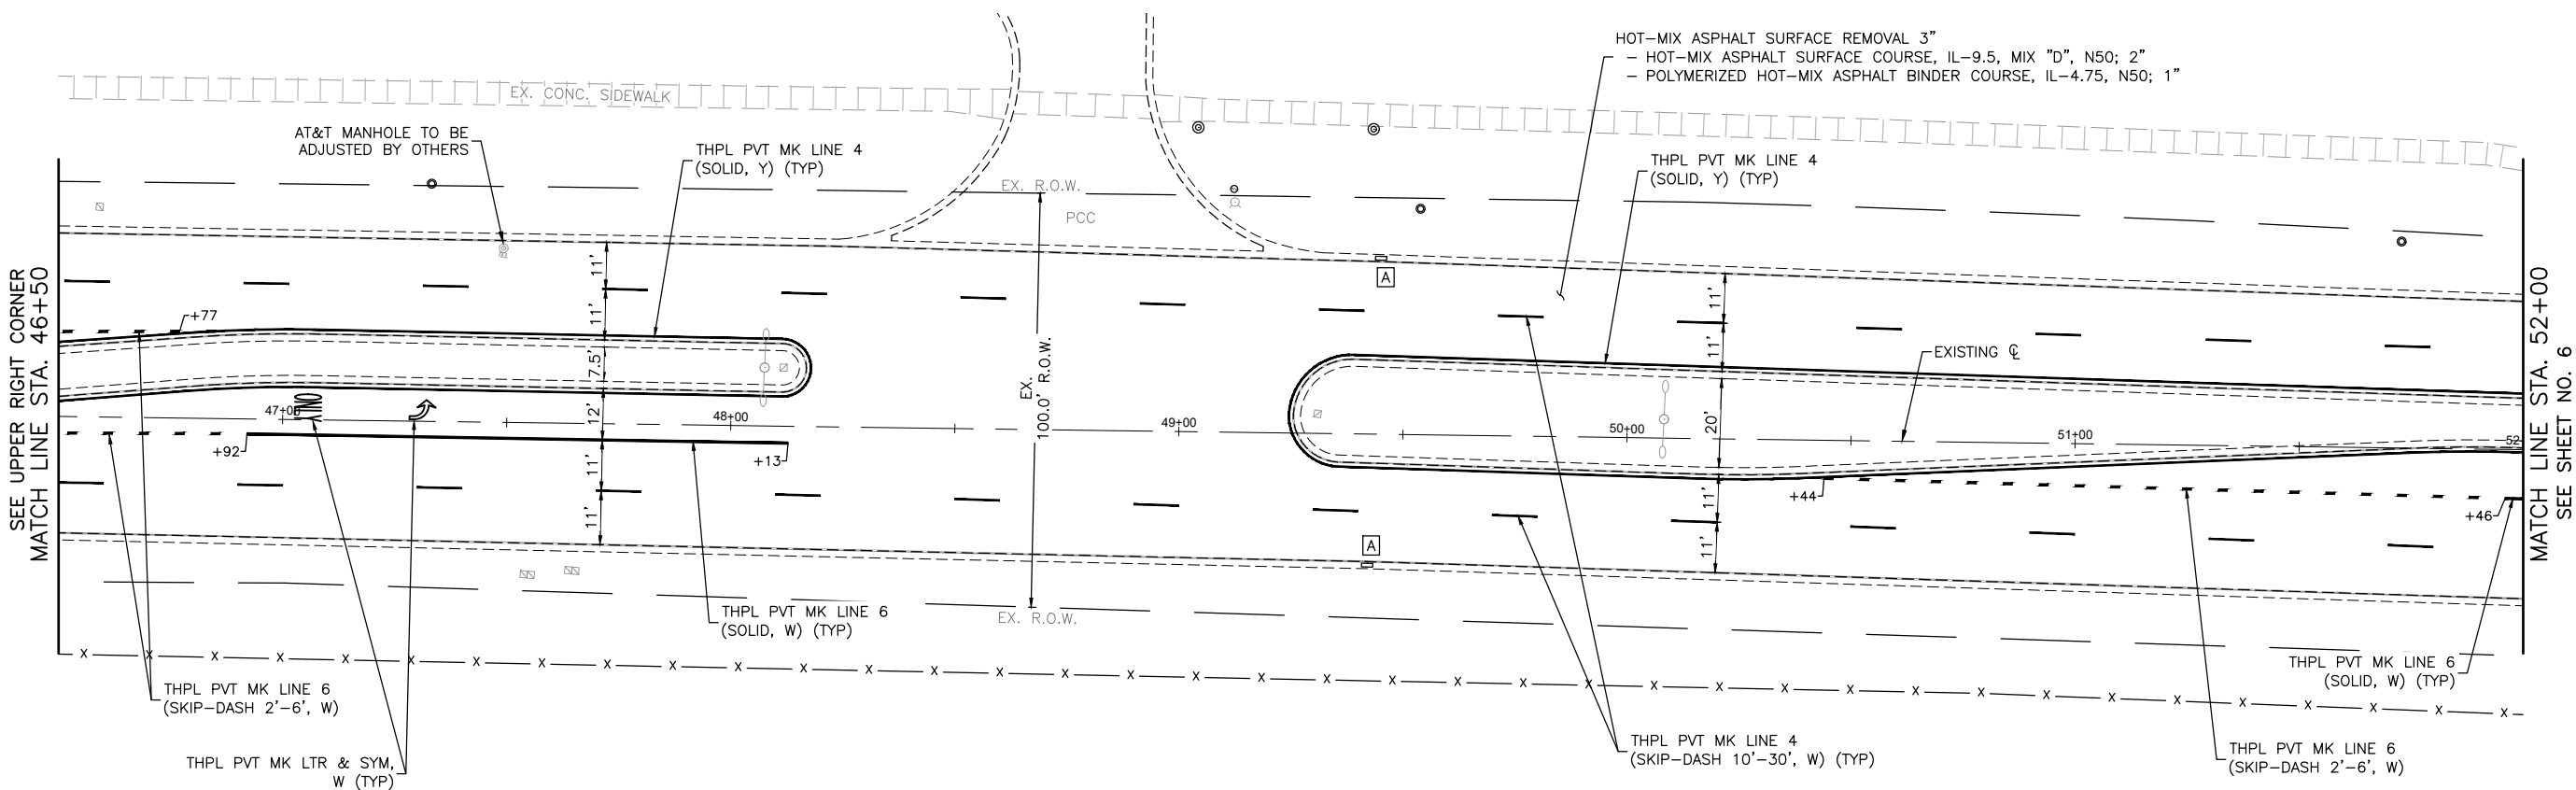 HOT-MIX ASPHALT SURFACE REMOVAL 3"
- HOT-MIX ASPHALT SURFACE COURSE, IL-9.5, MIX "D", N50; 2"
- POLYMERIZED HOT-MIX ASPHALT BINDER COURSE, IL-4.75, N50; 1"
EX. CONC. SIDEWALK
AT&T MANHOLE TO BE
ADJUSTED BY OTHERS
THPL PVT MK LINE 4
(SOLID, Y) (TYP)
THPL PVT MK LINE 4
(SOLID, Y) (TYP)
EX. R.O.W.
PCC
SEE UPPER RIGHT CORNER
MATCH LINE STA. 46+50
11'
11'
7.5'
12'
11'
11'
+77
47+00
ONLY
48+00
+92
+13
EX.
100.0' R.O.W.
49+00
A
A
11'
11'
20'
11'
11'
EXISTING ℄
50+00
51+00
52
+44
+46
MATCH LINE STA. 52+00
SEE SHEET NO. 6
EX. R.O.W.
THPL PVT MK LINE 6
(SOLID, W) (TYP)
THPL PVT MK LINE 6
(SKIP-DASH 2'-6', W)
THPL PVT MK LTR & SYM,
W (TYP)
THPL PVT MK LINE 4
(SKIP-DASH 10'-30', W) (TYP)
THPL PVT MK LINE 6
(SOLID, W) (TYP)
THPL PVT MK LINE 6
(SKIP-DASH 2'-6', W)
X X X X X X X X X X X X X X X X X X X X X X X X X X X X X X X X X X X X X X